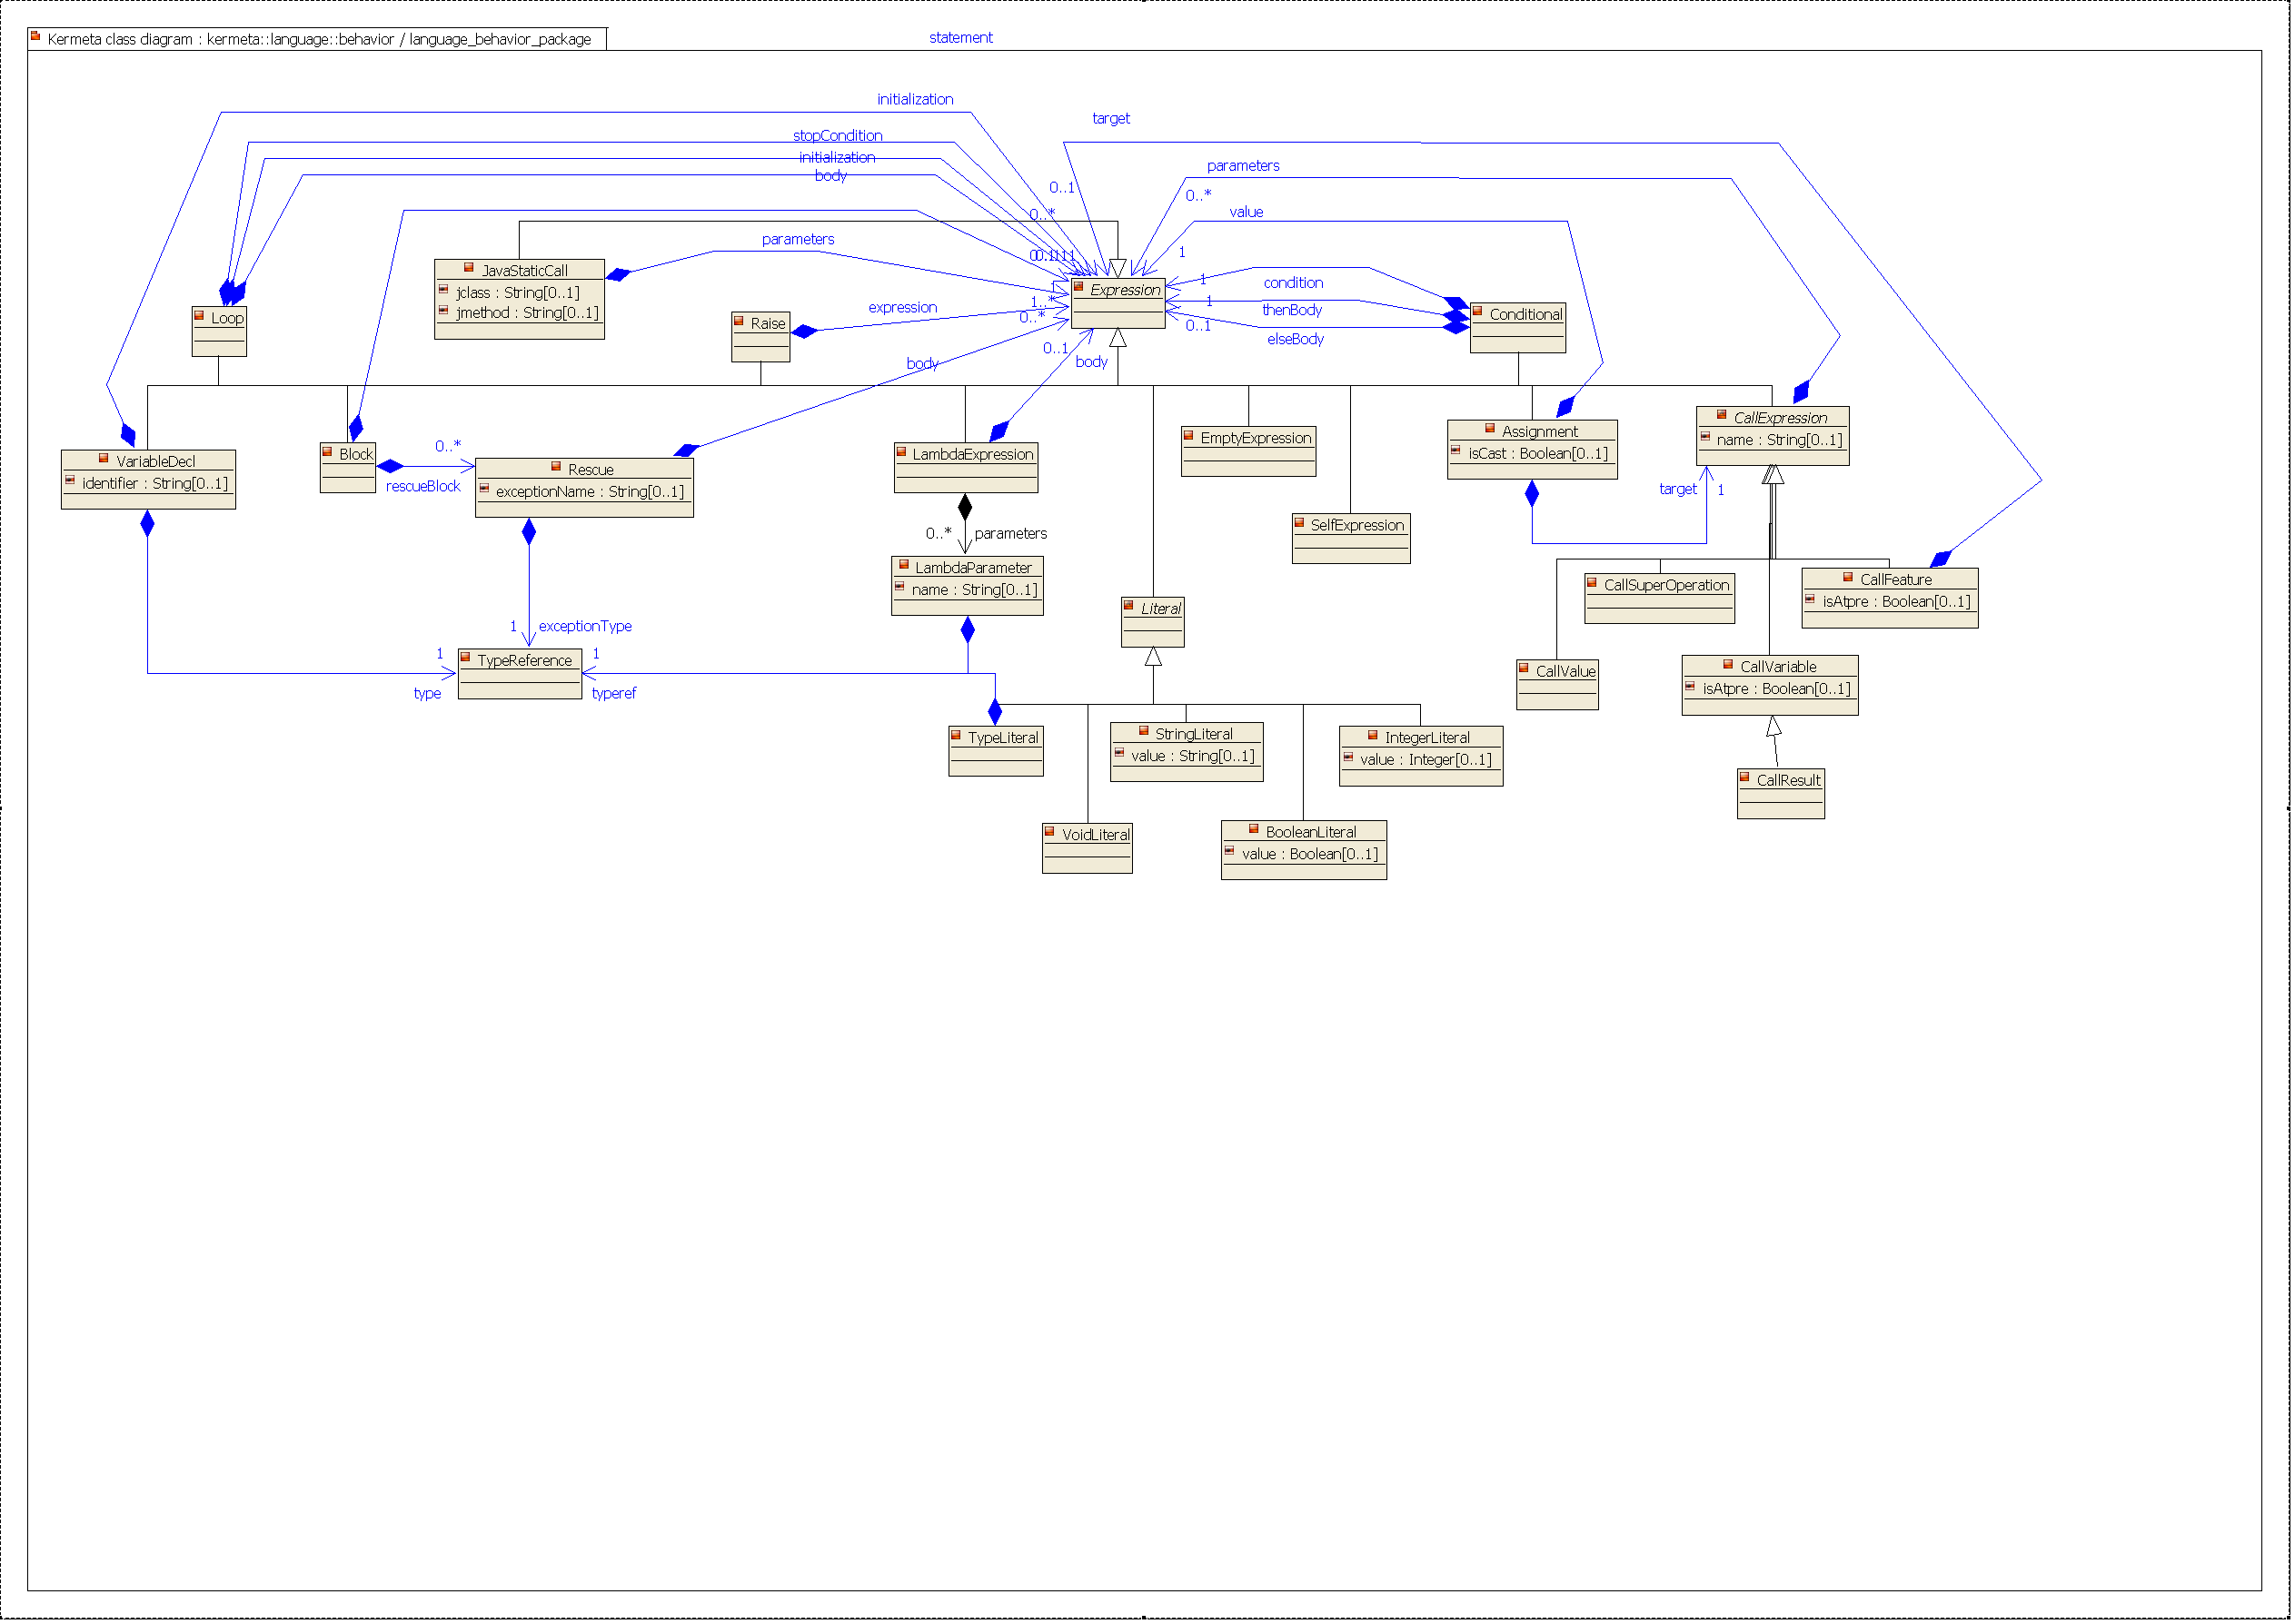 Kermeta class diagram : kermeta::language::behavior / language_behavior_package
statement
initialization
target
stopCondition
initialization
body
parameters
0..1
0..*
0..*
value
parameters
1
JavaStaticCall
jclass : String[0..1]
jmethod : String[0..1]
Expression
1
condition
1
1..*
1
thenBody
expression
0..*
0..1
elseBody
Loop
Raise
Conditional
0..1
body
body
CallExpression
name : String[0..1]
Assignment
isCast : Boolean[0..1]
EmptyExpression
0..*
Block
rescueBlock
VariableDecl
identifier : String[0..1]
Rescue
exceptionName : String[0..1]
LambdaExpression
target
1
SelfExpression
0..*
parameters
LambdaParameter
name : String[0..1]
CallSuperOperation
CallFeature
isAtpre : Boolean[0..1]
Literal
1
exceptionType
1
1
TypeReference
type
typeref
CallValue
CallVariable
isAtpre : Boolean[0..1]
TypeLiteral
StringLiteral
value : String[0..1]
IntegerLiteral
value : Integer[0..1]
CallResult
VoidLiteral
BooleanLiteral
value : Boolean[0..1]